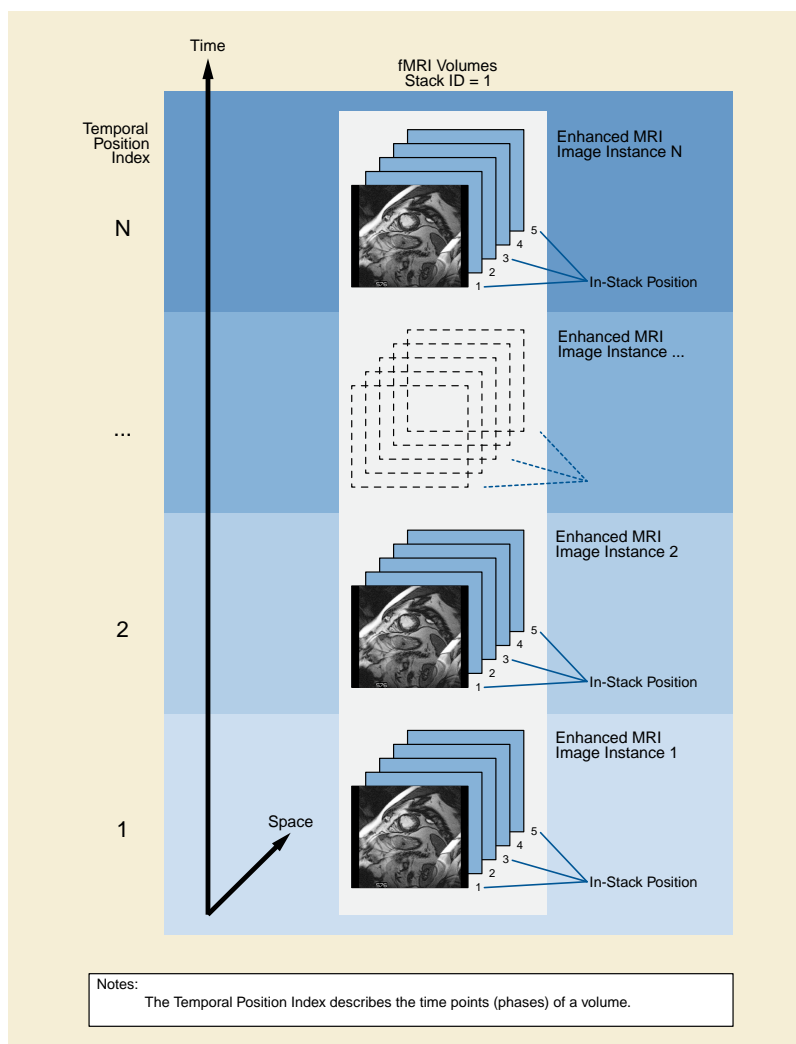 Time
fMRI Volumes
Stack ID = 1
Temporal
Position
Index
Enhanced MRI
Image Instance N
N
5
4
3
2
1
In-Stack Position
Enhanced MRI
Image Instance ...
...
Enhanced MRI
Image Instance 2
2
5
4
3
2
1
In-Stack Position
Enhanced MRI
Image Instance 1
1
Space
5
4
3
2
1
In-Stack Position
Notes:
The Temporal Position Index describes the time points (phases) of a volume.